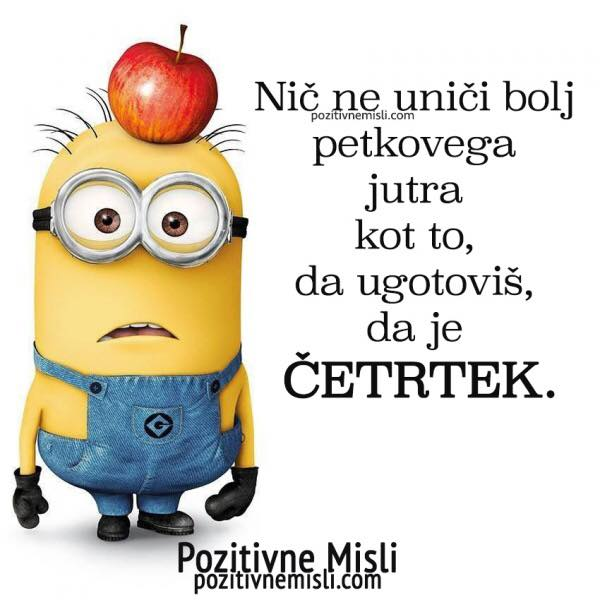 Nič ne uniči bolj
pozitivnemisli.com
petkovega
jutra
kot to,
da ugotoviš,
da je
ČETRTEK.
Pozitivne Misli
pozitivnemisli.com